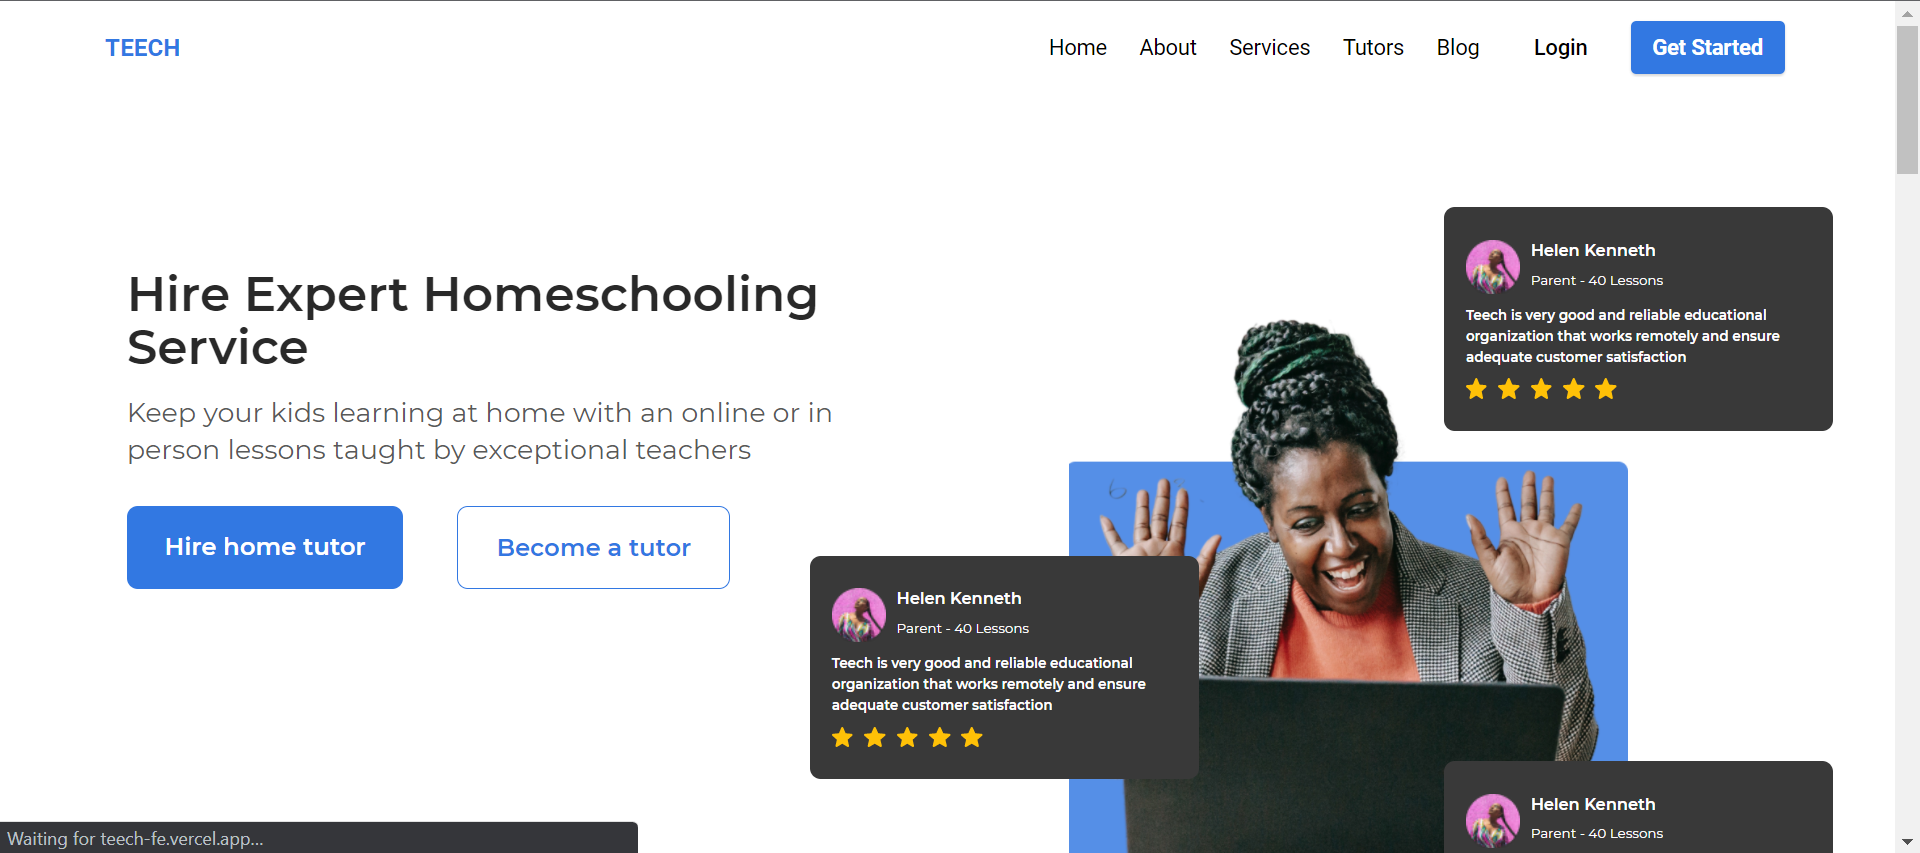 TEECH
Home About Services Tutors Blog Login Get Started
Hire Expert Homeschooling
Service
Keep your kids learning at home with an online or in
person lessons taught by exceptional teachers
Hire home tutor
Become a tutor
Helen Kenneth
Parent - 40 Lessons
Teech is very good and reliable educational
organization that works remotely and ensure
adequate customer satisfaction
Helen Kenneth
Parent - 40 Lessons
Teech is very good and reliable educational
organization that works remotely and ensure
adequate customer satisfaction
Helen Kenneth
Parent - 40 Lessons
Waiting for teech-fe.vercel.app...